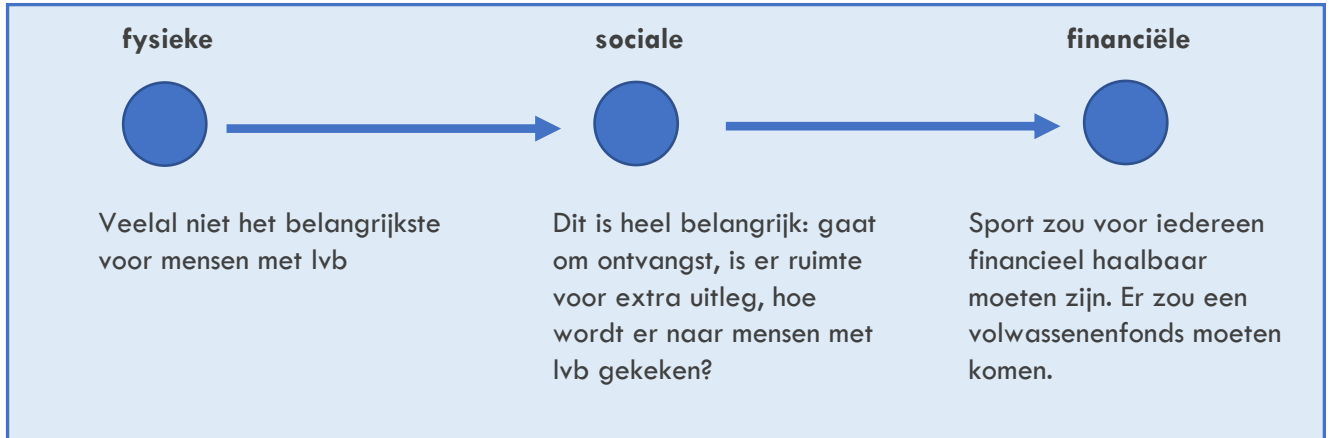 fysieke
Veelal niet het belangrijkste
voor mensen met lvb
sociale
Dit is heel belangrijk: gaat
om ontvangst, is er ruimte
voor extra uitleg, hoe
wordt er naar mensen met
lvb gekeken?
financiële
Sport zou voor iedereen
financieel haalbaar
moeten zijn. Er zou een
volwassenenfonds moeten
komen.